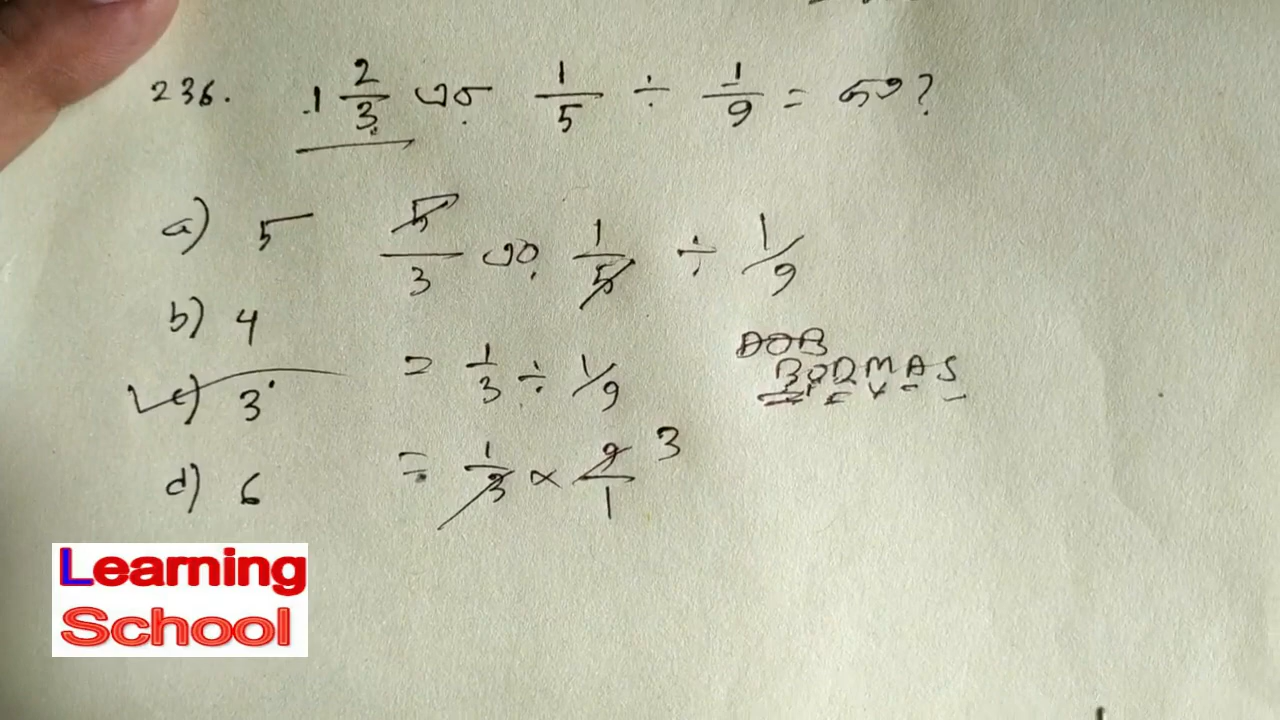 236. 1 2/3 এর 1/5 ÷ 1/9 = কত?
a) 5
b) 4
c) 3
d) 6
5/3 এর 1/5 ÷ 1/9
= 1/3 ÷ 1/9
= 1/3 × 9/1 3
BODMAS
Learning
School